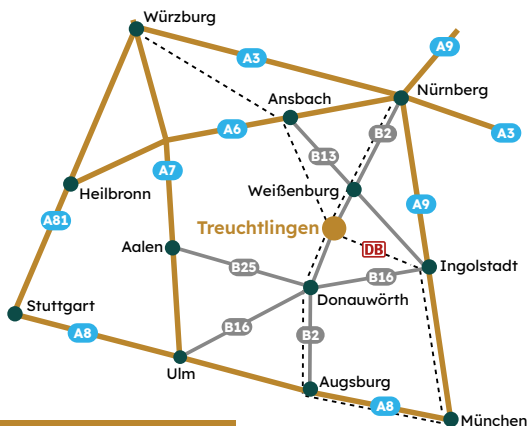 Würzburg
A9
A3
Nürnberg
Ansbach
A6
B2
A3
B13
A7
Weißenburg
Heilbronn
A9
A81
Treuchtlingen
Aalen
DB
B25
B16
Ingolstadt
Donauwörth
Stuttgart
B16
B2
A8
Ulm
Augsburg
A8
München